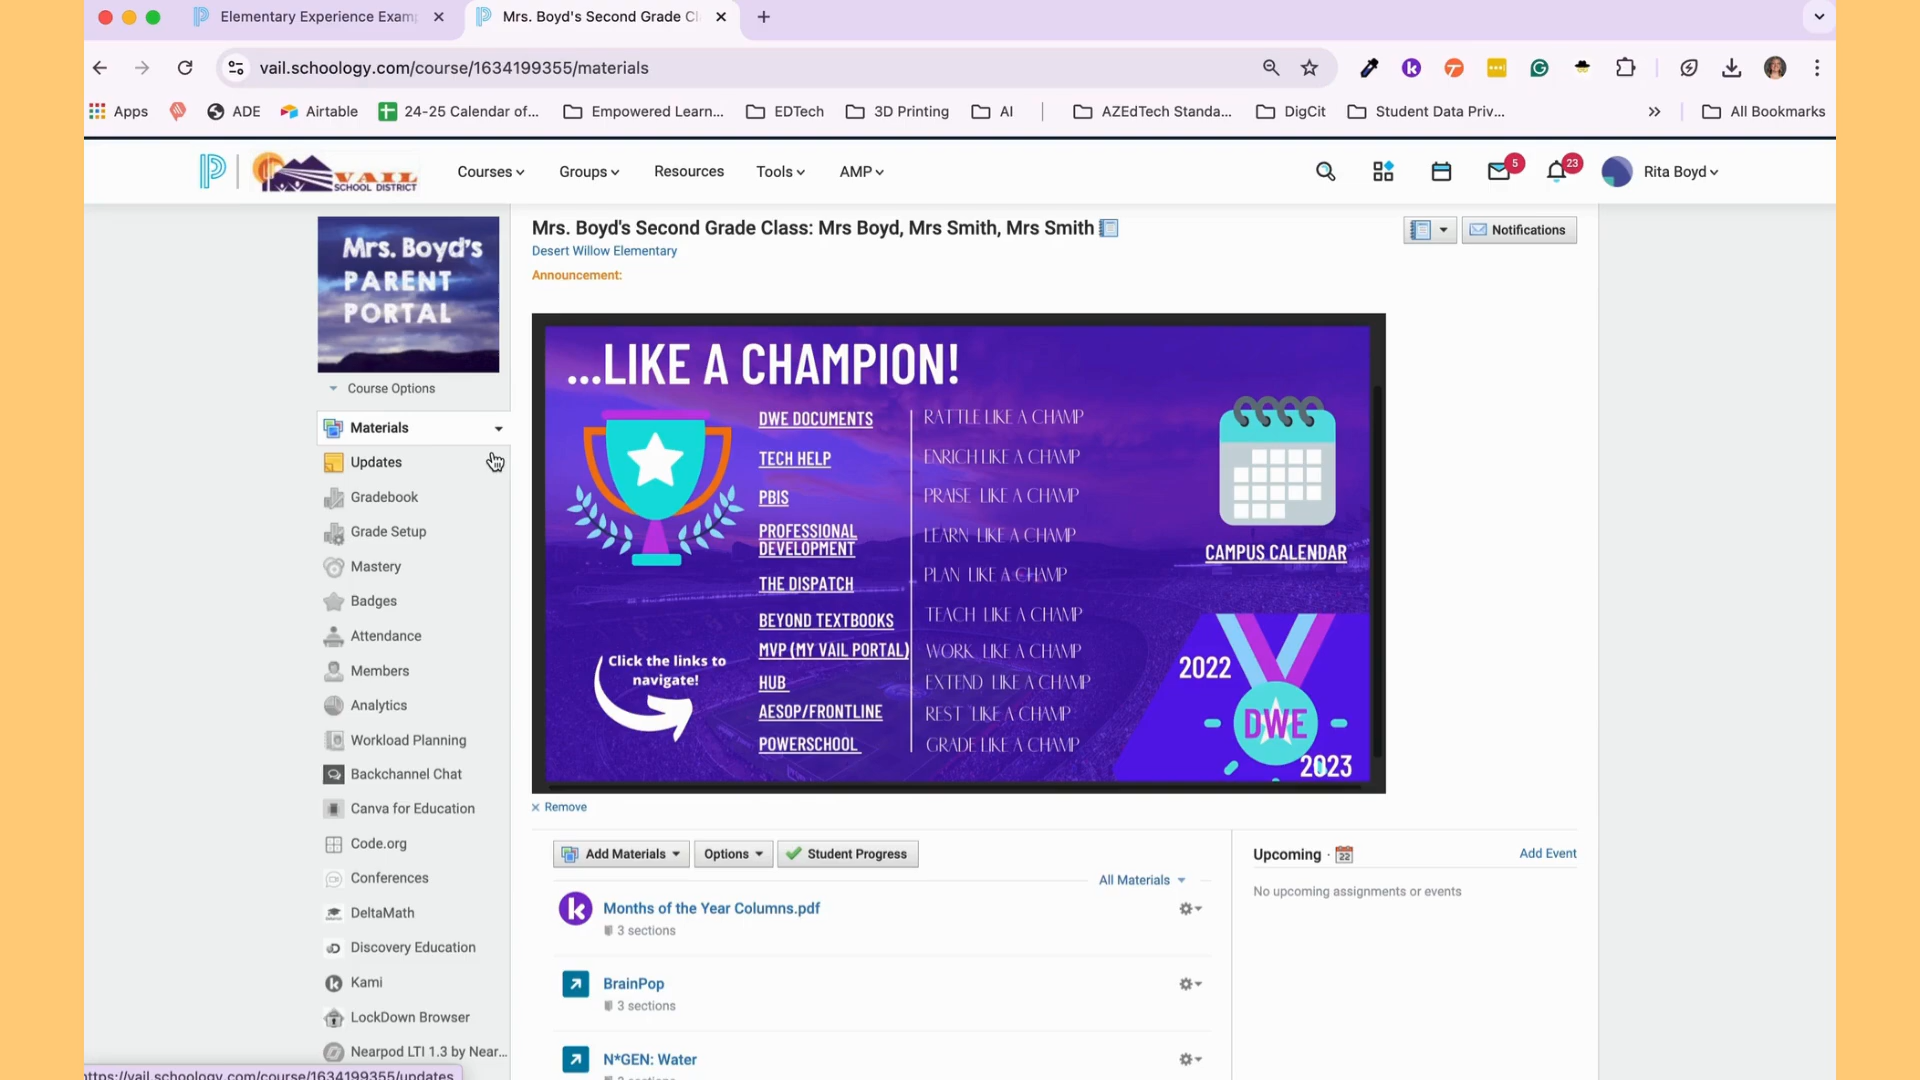 Elementary Experience Exam
Mrs. Boyd's Second Grade Cl
vail.schoology.com/course/1634199355/materials
Apps
ADE
Airtable
24-25 Calendar of...
Empowered Learn...
EDTech
3D Printing
AI
AZEdTech Standa...
DigCit
Student Data Priv...
All Bookmarks
VAIL
SCHOOL DISTRICT
Courses
Groups
Resources
Tools
AMP
5
23
Rita Boyd
Mrs. Boyd's
PARENT
PORTAL
Course Options
Materials
Updates
Gradebook
Grade Setup
Mastery
Badges
Attendance
Members
Analytics
Workload Planning
Backchannel Chat
Canva for Education
Code.org
Conferences
DeltaMath
Discovery Education
Kami
LockDown Browser
Nearpod LTI 1.3 by Near...
https://vail.schoology.com/course/1634199355/updates
Mrs. Boyd's Second Grade Class: Mrs Boyd, Mrs Smith, Mrs Smith
Desert Willow Elementary
Announcement:
Notifications
...LIKE A CHAMPION!
DWE DOCUMENTS RATTLE LIKE A CHAMP
TECH HELP ENRICH LIKE A CHAMP
PBIS PRAISE LIKE A CHAMP
PROFESSIONAL
DEVELOPMENT LEARN LIKE A CHAMP
THE DISPATCH PLAN LIKE A CHAMP
BEYOND TEXTBOOKS TEACH LIKE A CHAMP
MVP (MY VAIL PORTAL) WORK LIKE A CHAMP
HUB EXTEND LIKE A CHAMP
AESOP/FRONTLINE REST LIKE A CHAMP
POWERSCHOOL GRADE LIKE A CHAMP
Click the links to
navigate!
CAMPUS CALENDAR
2022
DWE
2023
Remove
Add Materials
Options
Student Progress
All Materials
Months of the Year Columns.pdf
3 sections
BrainPop
3 sections
N*GEN: Water
Upcoming · 22
Add Event
No upcoming assignments or events